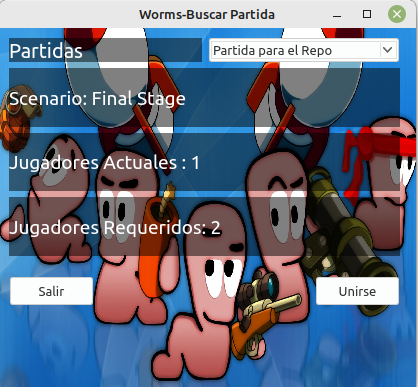 Worms-Buscar Partida
Partidas
Partida para el Repo
Scenario: Final Stage
Jugadores Actuales : 1
Jugadores Requeridos: 2
Salir
Unirse